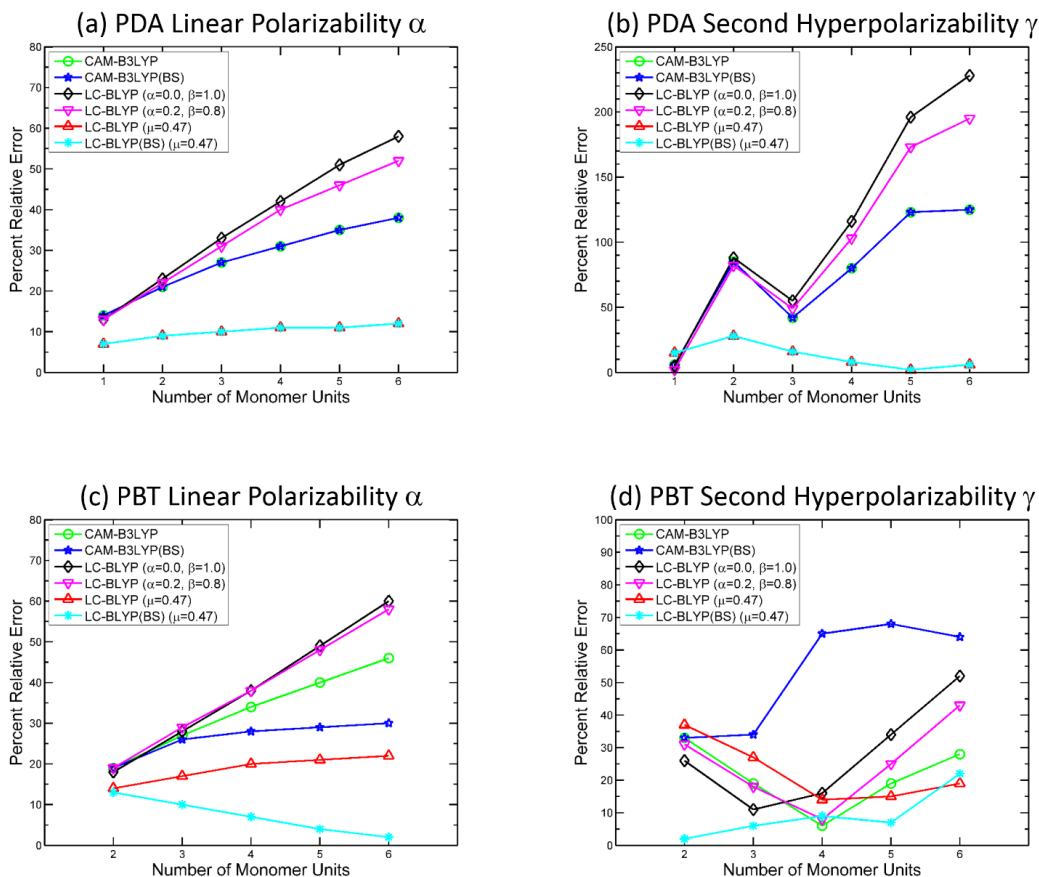 (a) PDA Linear Polarizability α
80
70
60
50
40
30
20
10
0
Percent Relative Error
CAM-B3LYP
CAM-B3LYP(BS)
LC-BLYP (α=0.0, β=1.0)
LC-BLYP (α=0.2, β=0.8)
LC-BLYP (μ=0.47)
LC-BLYP(BS) (μ=0.47)
1 2 3 4 5 6
Number of Monomer Units
(b) PDA Second Hyperpolarizability γ
250
200
150
100
50
0
Percent Relative Error
CAM-B3LYP
CAM-B3LYP(BS)
LC-BLYP (α=0.0, β=1.0)
LC-BLYP (α=0.2, β=0.8)
LC-BLYP (μ=0.47)
LC-BLYP(BS) (μ=0.47)
1 2 3 4 5 6 7
Number of Monomer Units
(c) PBT Linear Polarizability α
80
70
60
50
40
30
20
10
0
Percent Relative Error
CAM-B3LYP
CAM-B3LYP(BS)
LC-BLYP (α=0.0, β=1.0)
LC-BLYP (α=0.2, β=0.8)
LC-BLYP (μ=0.47)
LC-BLYP(BS) (μ=0.47)
2 3 4 5 6
Number of Monomer Units
(d) PBT Second Hyperpolarizability γ
100
90
80
70
60
50
40
30
20
10
0
Percent Relative Error
CAM-B3LYP
CAM-B3LYP(BS)
LC-BLYP (α=0.0, β=1.0)
LC-BLYP (α=0.2, β=0.8)
LC-BLYP (μ=0.47)
LC-BLYP(BS) (μ=0.47)
2 3 4 5 6
Number of Monomer Units